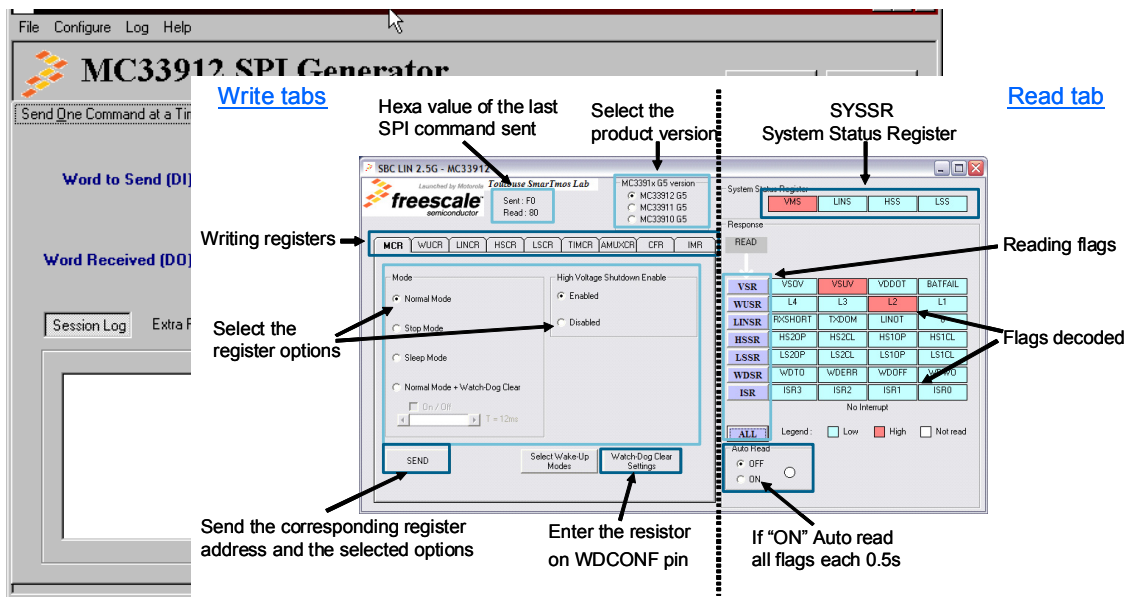 File Configure Log Help
MC33912 SPI Generator
Send One Command at a Tim
Word to Send (DI)
Word Received (DO)
Session Log
Extra F
Write tabs
Read tab
Hexa value of the last
SPI command sent
Select the
product version
SYSSR
System Status Register
SBC LIN 2.5G - MC33912
Launched by Motorola
freescale
semiconductor
Toulouse SmarTmos Lab
Sent : F0
Read : 80
MC3391x G5 version
MC33912 G5
MC33911 G5
MC33910 G5
System Status Register
VMS LINS HSS LSS
Writing registers
MCR WUCR LINCR HSCR LSCR TIMCR AMUXCR CFR IMR
Response
READ
Reading flags
Mode
Normal Mode
Stop Mode
Sleep Mode
Normal Mode + Watch-Dog Clear
On / Off
T = 12ms
High Voltage Shutdown Enable
Enabled
Disabled
Select the
register options
VSR VSOV VSUV VDDOT BATFAIL
WUSR L4 L3 L2 L1
LINSR RXSHORT TXDOM LINOT 0
HSSR HS2OP HS2CL HS1OP HS1CL
LSSR LS2OP LS2CL LS1OP LS1CL
WDSR WDTO WDERR WDOFF WDWO
ISR ISR3 ISR2 ISR1 ISR0
Flags decoded
No Interrupt
ALL Legend : Low High Not read
SEND
Select Wake-Up
Modes
Watch-Dog Clear
Settings
Auto Read
OFF
ON
Send the corresponding register
address and the selected options
Enter the resistor
on WDCONF pin
If “ON” Auto read
all flags each 0.5s